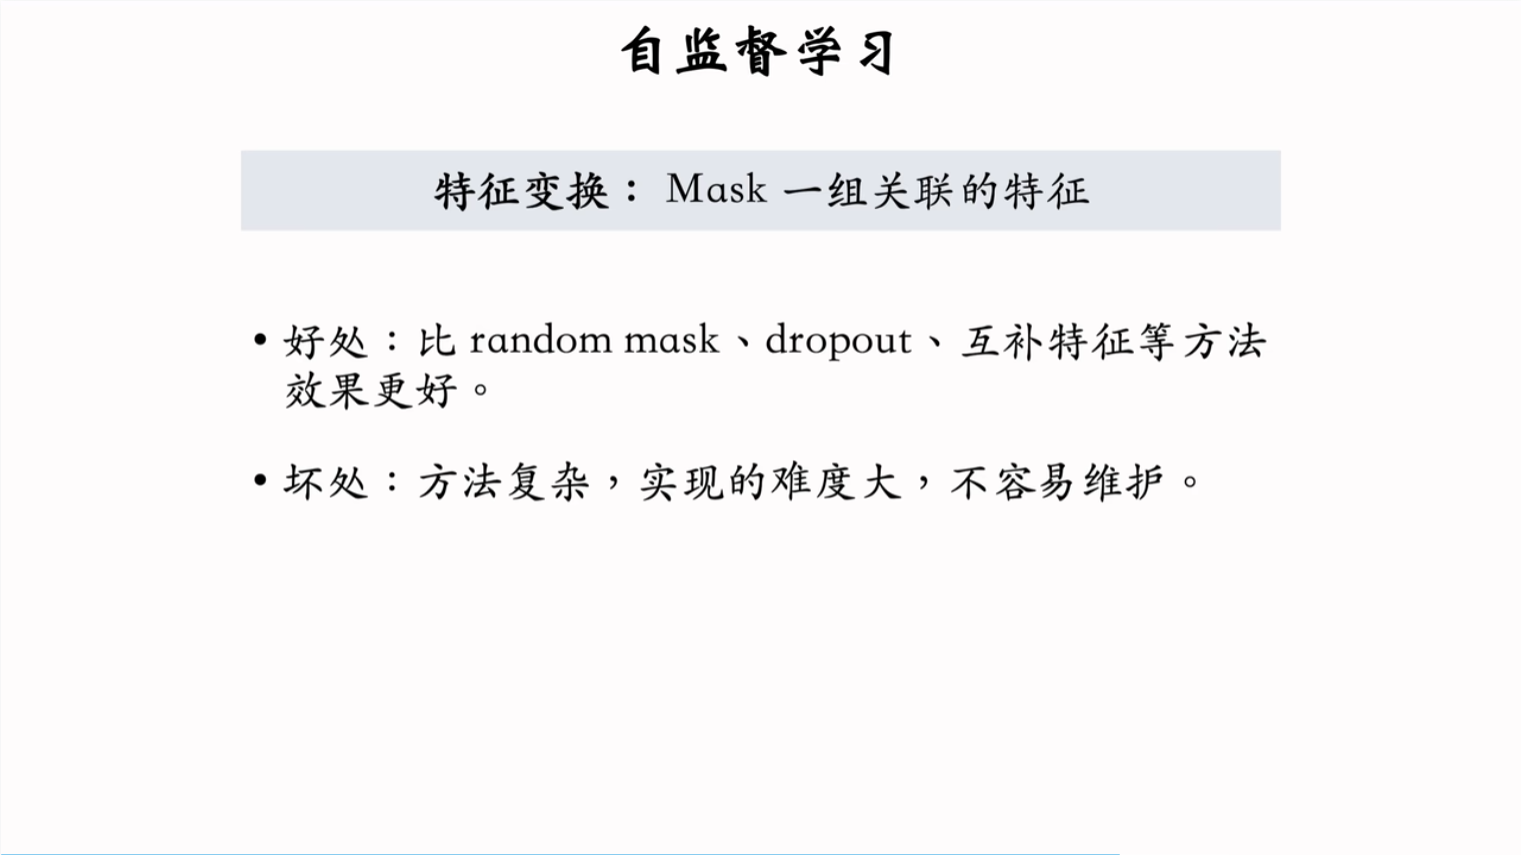 自监督学习
特征变换： Mask 一组关联的特征
• 好处：比 random mask、dropout、互补特征等方法
效果更好。
• 坏处：方法复杂，实现的难度大，不容易维护。